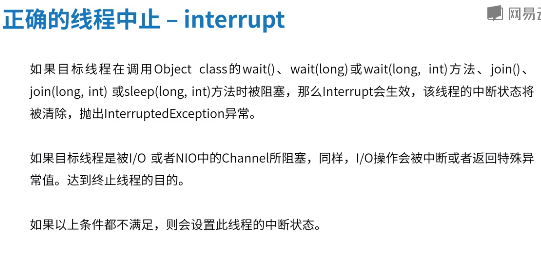 正确的线程中止 – interrupt
网易云
如果目标线程在调用Object class的wait()、wait(long)或wait(long, int)方法、join()、
join(long, int) 或sleep(long, int)方法时被阻塞，那么Interrupt会生效，该线程的中断状态将
被清除，抛出InterruptedException异常。
如果目标线程是被I/O 或者NIO中的Channel所阻塞，同样，I/O操作会被中断或者返回特殊异
常值。达到终止线程的目的。
如果以上条件都不满足，则会设置此线程的中断状态。